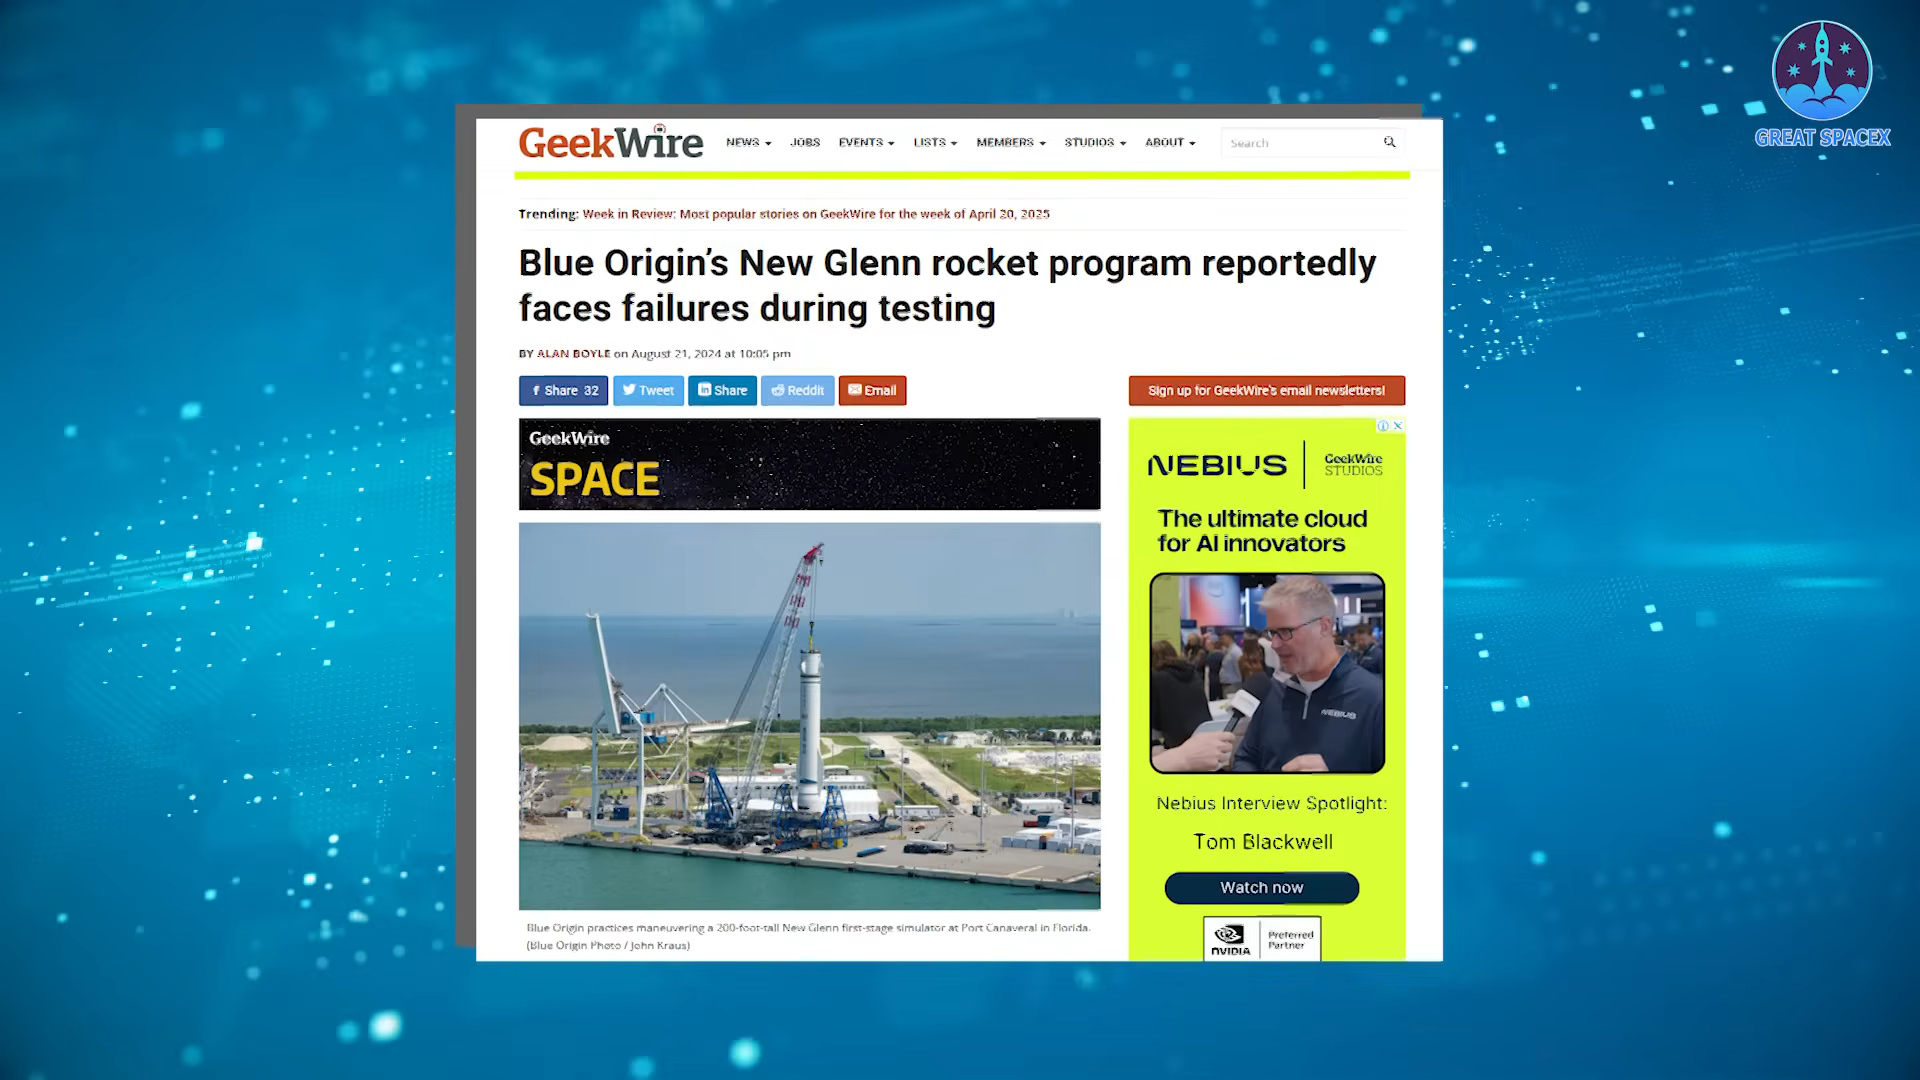 GREAT SPACEX
GeekWire
NEWS
JOBS
EVENTS
LISTS
MEMBERS
STUDIOS
ABOUT
Search
Trending: Week in Review: Most popular stories on GeekWire for the week of April 20, 2025
Blue Origin's New Glenn rocket program reportedly
faces failures during testing
BY ALAN BOYLE on August 21, 2024 at 10:05 pm
Share 32
Tweet
Share
Reddit
Email
Sign up for GeekWire's email newsletters!
GeekWire
SPACE
NEBIUS
GeekWire
STUDIOS
The ultimate cloud
for AI innovators
NEBIUS
Nebius Interview Spotlight:
Tom Blackwell
Watch now
NVIDIA
Preferred
Partner
Blue Origin practices maneuvering a 200-foot-tall New Glenn first-stage simulator at Port Canaveral in Florida.
(Blue Origin Photo / John Kraus)